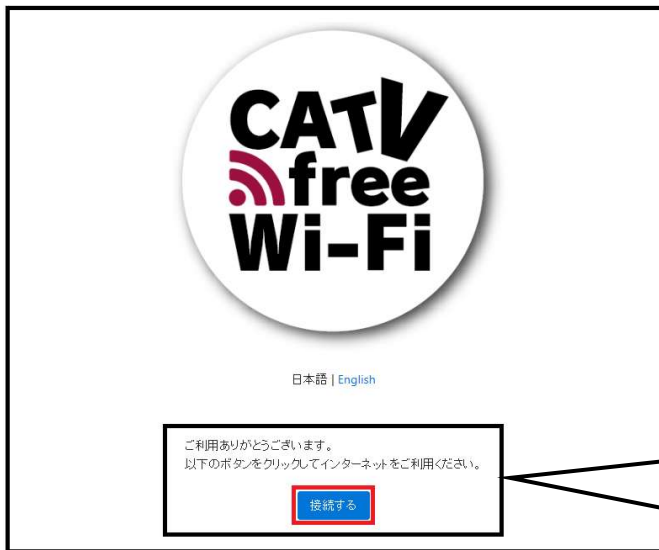 CATV
free
Wi-Fi
日本語 | English
ご利用ありがとうございます。
以下のボタンをクリックしてインターネットをご利用ください。
接続する